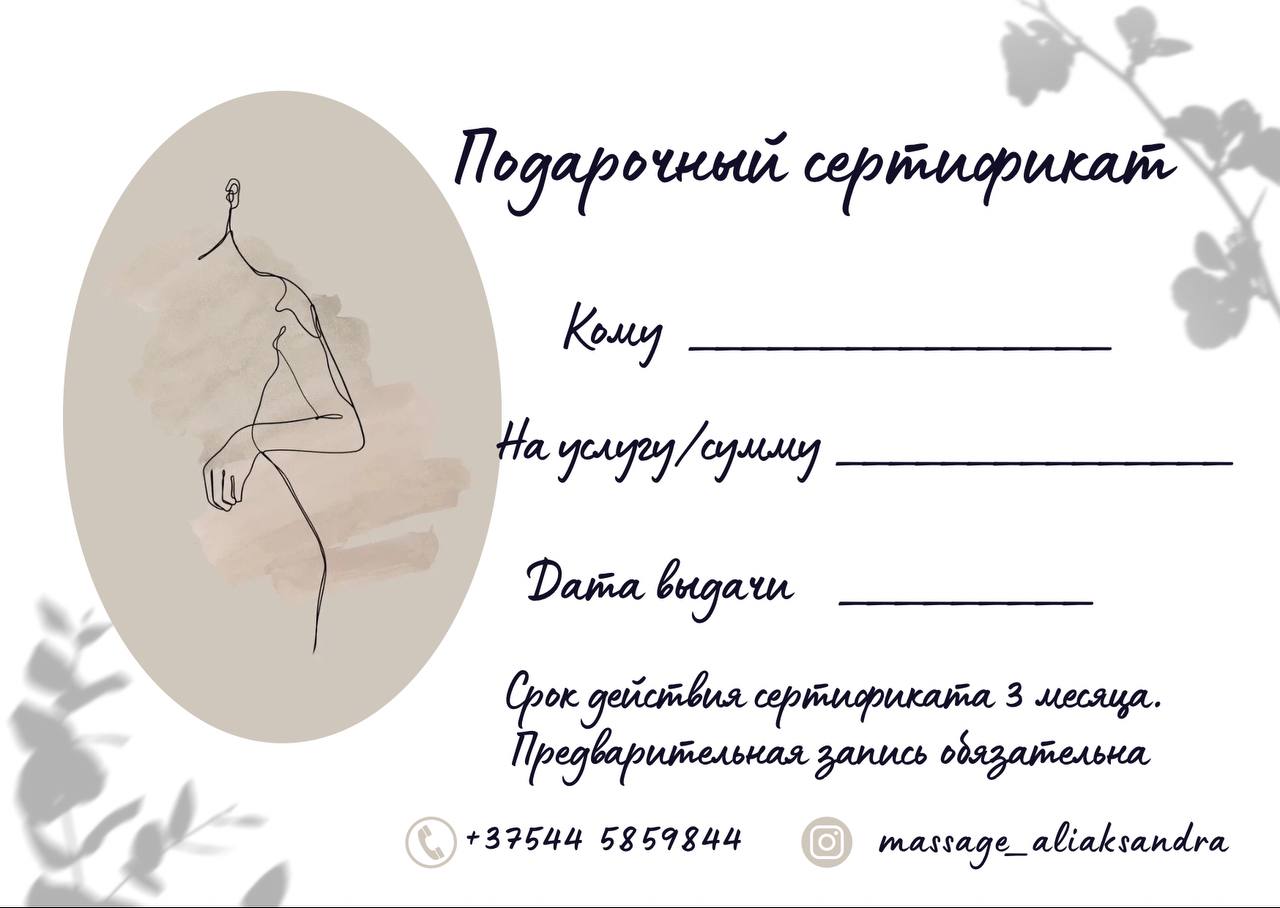 Подарочный сертификат
Кому ________________
На услугу/сумму _______________
Дата выдачи __________
Срок действия сертификата 3 месяца.
Предварительная запись обязательна
+37544 5859844 massage_aliaksandra